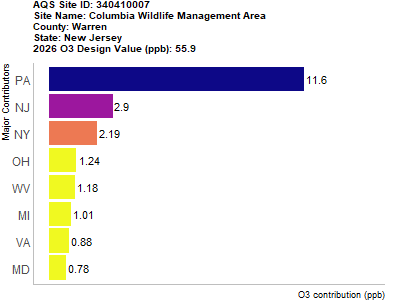 AQS Site ID: 340410007
Site Name: Columbia Wildlife Management Area
County: Warren
State: New Jersey
2026 O3 Design Value (ppb): 55.9
Major Contributors
PA 11.6
NJ 2.9
NY 2.19
OH 1.24
WV 1.18
MI 1.01
VA 0.88
MD 0.78
O3 contribution (ppb)